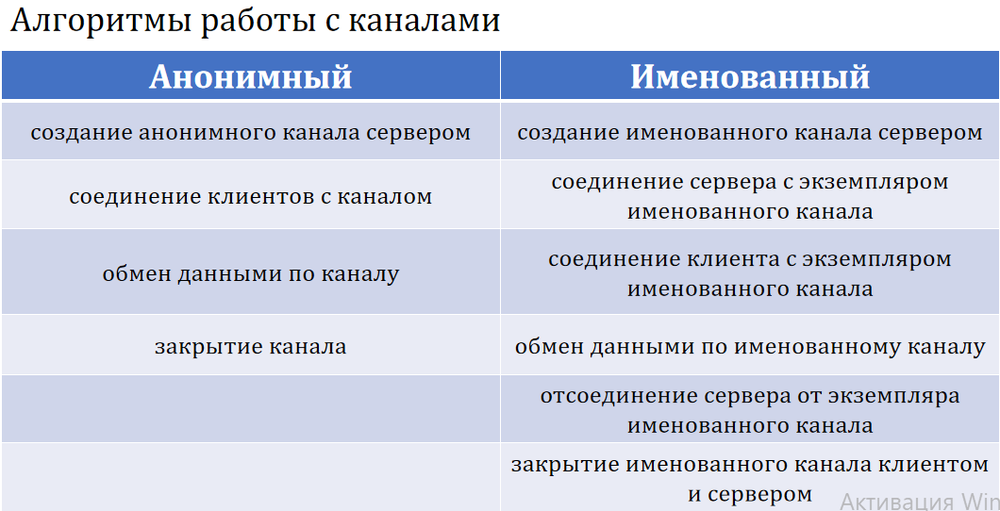 Алгоритмы работы с каналами
Анонимный
Именованный
создание анонимного канала сервером
создание именованного канала сервером
соединение клиентов с каналом
соединение сервера с экземпляром
именованного канала
обмен данными по каналу
соединение клиента с экземпляром
именованного канала
закрытие канала
обмен данными по именованному каналу
отсоединение сервера от экземпляра
именованного канала
закрытие именованного канала клиентом
и сервером
Активация Win